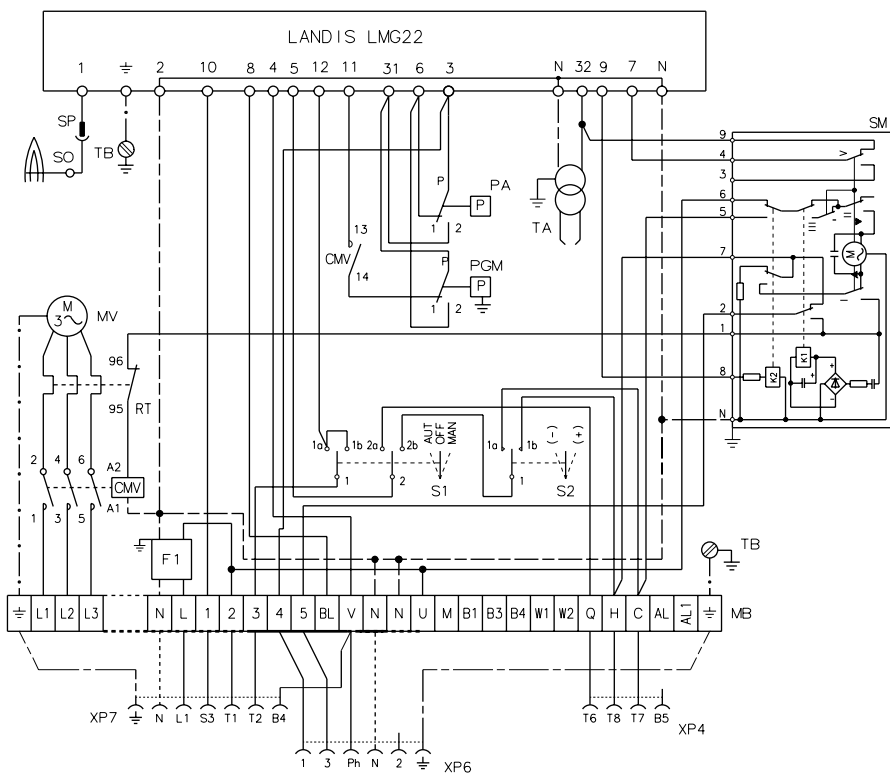 LANDIS LMG22
1 2 10 8 4 5 12 11 31 6 3 N 32 9 7 N
SP
SO
TB
SM
9
4
3
6
5
7
2
1
8
N
V
P
PA
P
1 2
TA
13
CMV
14
P
PGM
P
1 2
M
M
3
MV
96
95
RT
K1
K2
+
+
-
1a 1b 2a 2b
AUT
OFF
MAN
1 2
S1
1a 1b
(-)
(+)
1
S2
2 4 6
A2
CMV
A1
1 3 5
F1
TB
L1 L2 L3 N L 1 2 3 4 5 BL V N N U M B1 B3 B4 W1 W2 Q H C AL AL1 MB
XP7 N L1 S3 T1 T2 B4
T6 T8 T7 B5
XP4
1 3 Ph N 2
XP6